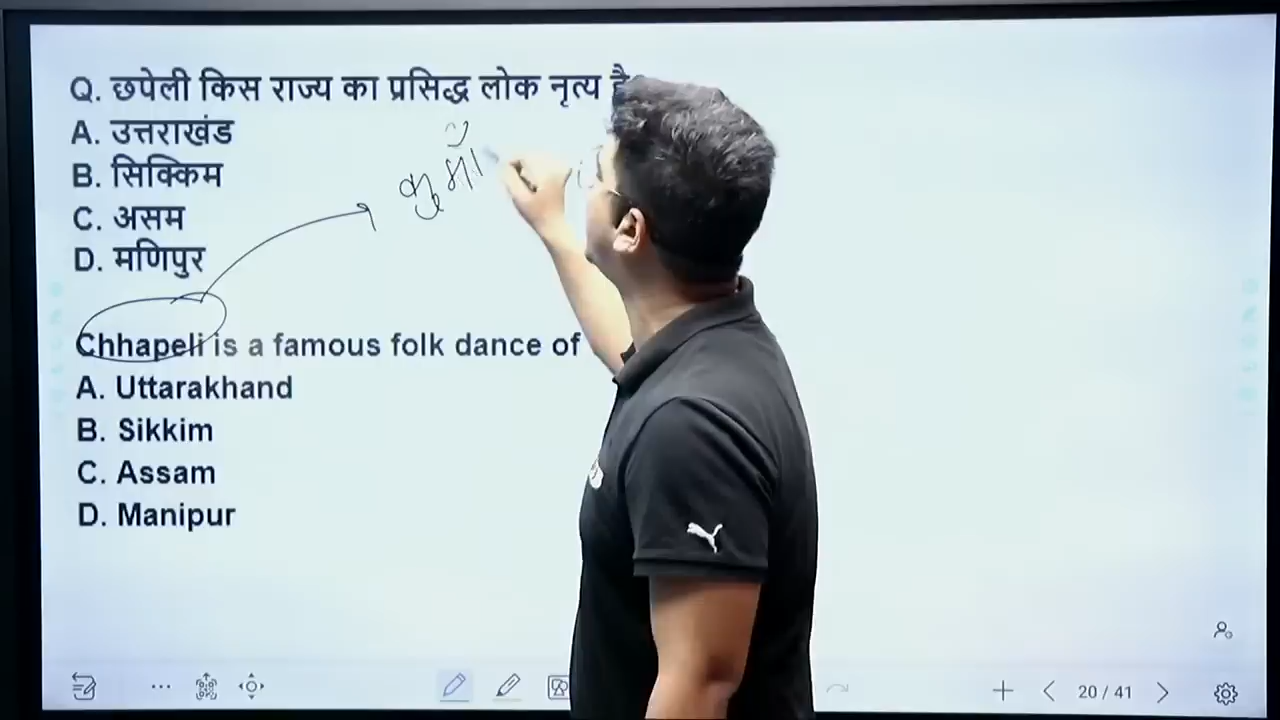 Q. छपेली किस राज्य का प्रसिद्ध लोक नृत्य है
A. उत्तराखंड
B. सिक्किम
C. असम
D. मणिपुर
कुमाँ
Chhapeli is a famous folk dance of
A. Uttarakhand
B. Sikkim
C. Assam
D. Manipur
20 / 41